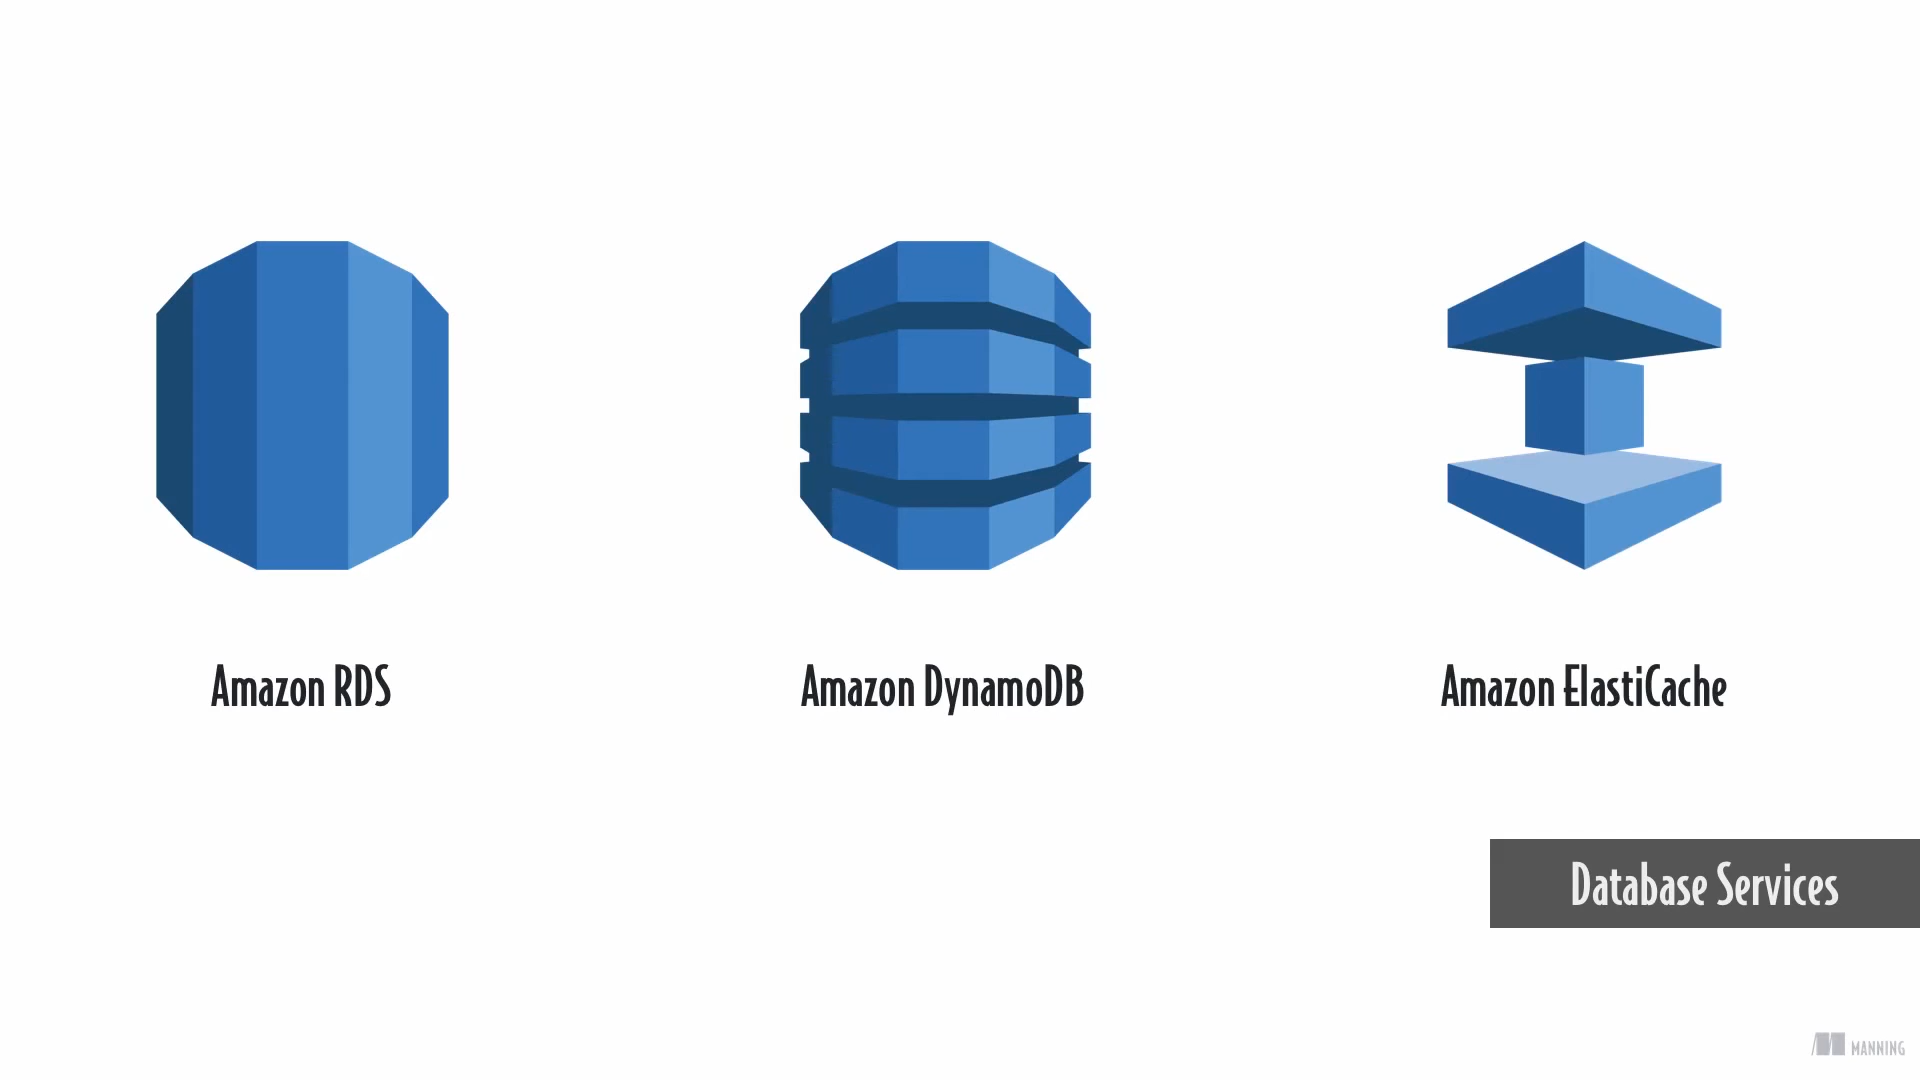 Amazon RDS
Amazon DynamoDB
Amazon ElastiCache
Database Services
MANNING